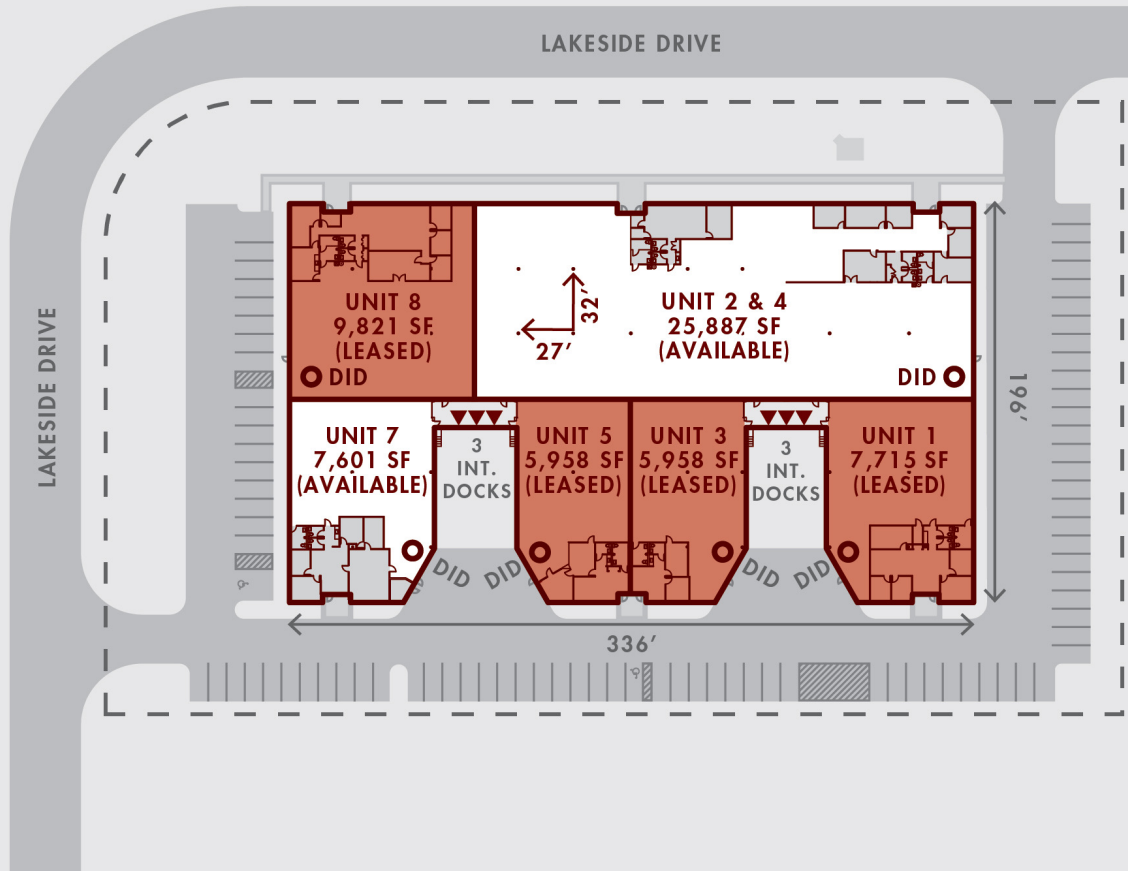 LAKESIDE DRIVE
LAKESIDE DRIVE
UNIT 8
9,821 SF
(LEASED)
DID
32'
27'
UNIT 2 & 4
25,887 SF
(AVAILABLE)
DID
196'
UNIT 7
7,601 SF
(AVAILABLE)
3
INT.
DOCKS
UNIT 5
5,958 SF
(LEASED)
UNIT 3
5,958 SF
(LEASED)
3
INT.
DOCKS
UNIT 1
7,715 SF
(LEASED)
DID
DID
DID
DID
336'